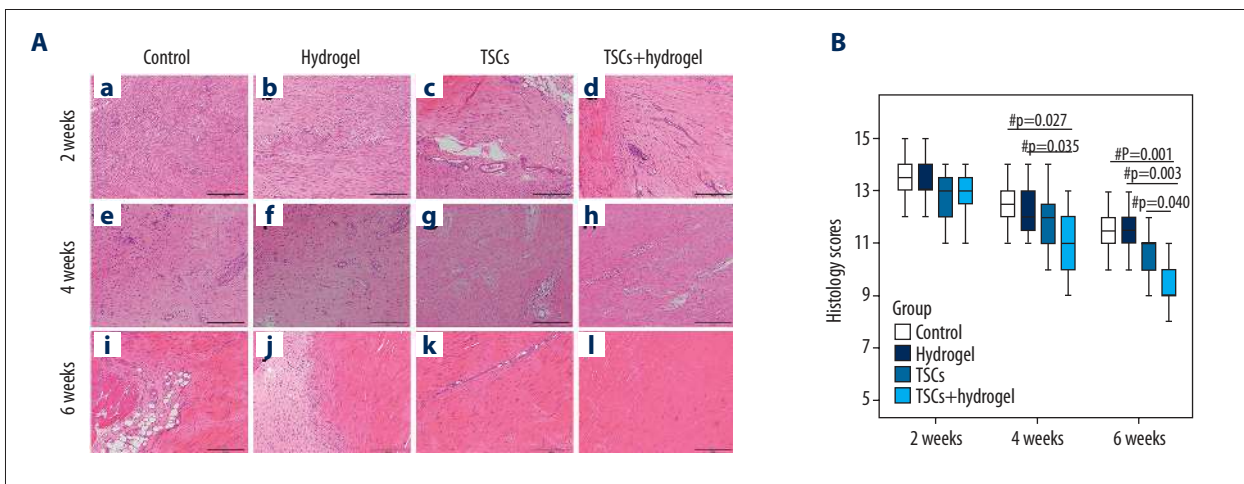 A
Control
Hydrogel
TSCs
TSCs+hydrogel
2 weeks
a
b
c
d
4 weeks
e
f
g
h
6 weeks
i
j
k
l
B
Histology scores
15
13
11
9
7
5
#p=0.027
#p=0.035
#P=0.001
#p=0.003
#p=0.040
Group
Control
Hydrogel
TSCs
TSCs+hydrogel
2 weeks
4 weeks
6 weeks